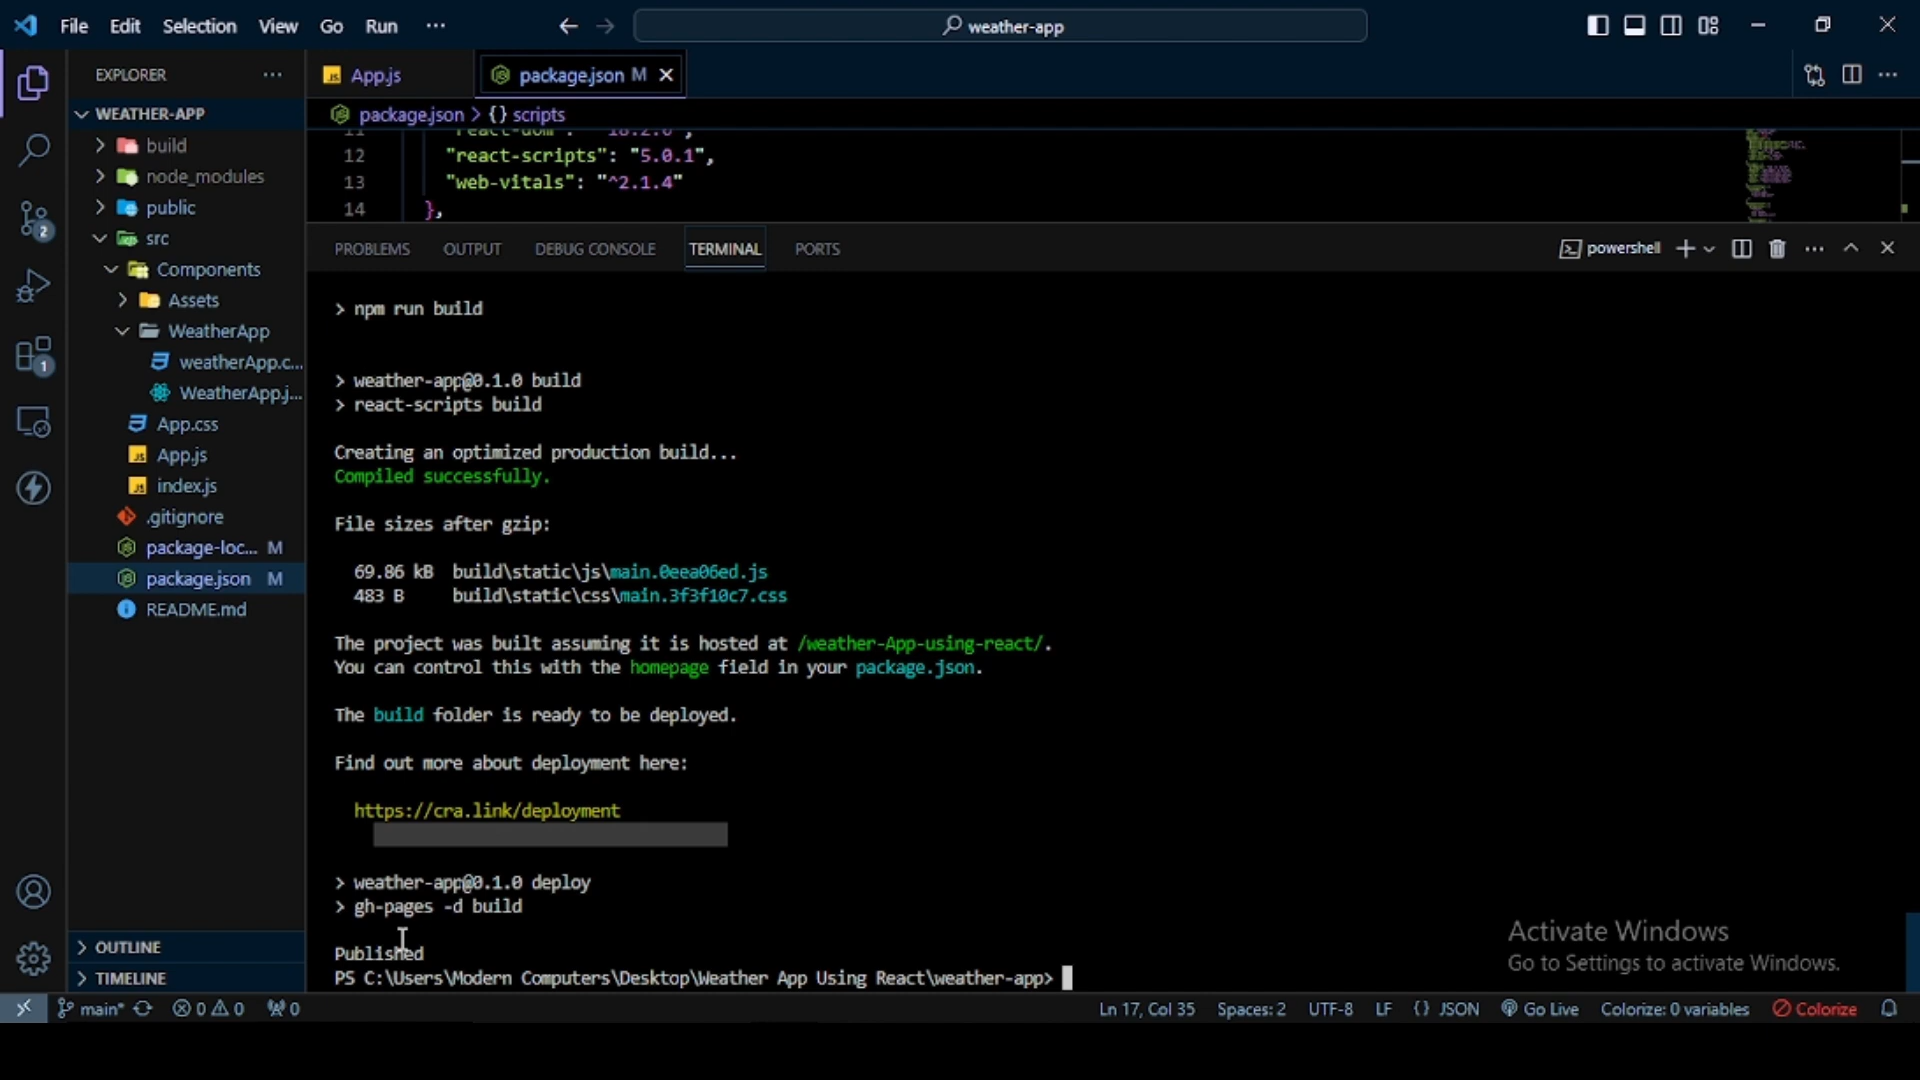 File Edit Selection View Go Run ··· weather-app
EXPLORER ···
WEATHER-APP
build
node_modules
public
src
Components
Assets
WeatherApp
weatherApp.c...
WeatherApp.j...
App.css
App.js
index.js
.gitignore
package-loc... M
package.json M
README.md
OUTLINE
TIMELINE
2
1
App.js package.json M
package.json > {} scripts
12 "react-scripts": "5.0.1",
13 "web-vitals": "^2.1.4"
14 },
PROBLEMS OUTPUT DEBUG CONSOLE TERMINAL PORTS powershell
> npm run build
> weather-app@0.1.0 build
> react-scripts build
Creating an optimized production build...
Compiled successfully.
File sizes after gzip:
69.86 kB build\static\js\main.0eea06ed.js
483 B build\static\css\main.3f3f10c7.css
The project was built assuming it is hosted at /weather-App-using-react/.
You can control this with the homepage field in your package.json.
The build folder is ready to be deployed.
Find out more about deployment here:
https://cra.link/deployment
> weather-app@0.1.0 deploy
> gh-pages -d build
Published
PS C:\Users\Modern Computers\Desktop\Weather App Using React\weather-app>
Activate Windows
Go to Settings to activate Windows.
main* 0 0 0 Ln 17, Col 35 Spaces: 2 UTF-8 LF {} JSON Go Live Colorize: 0 variables Colorize